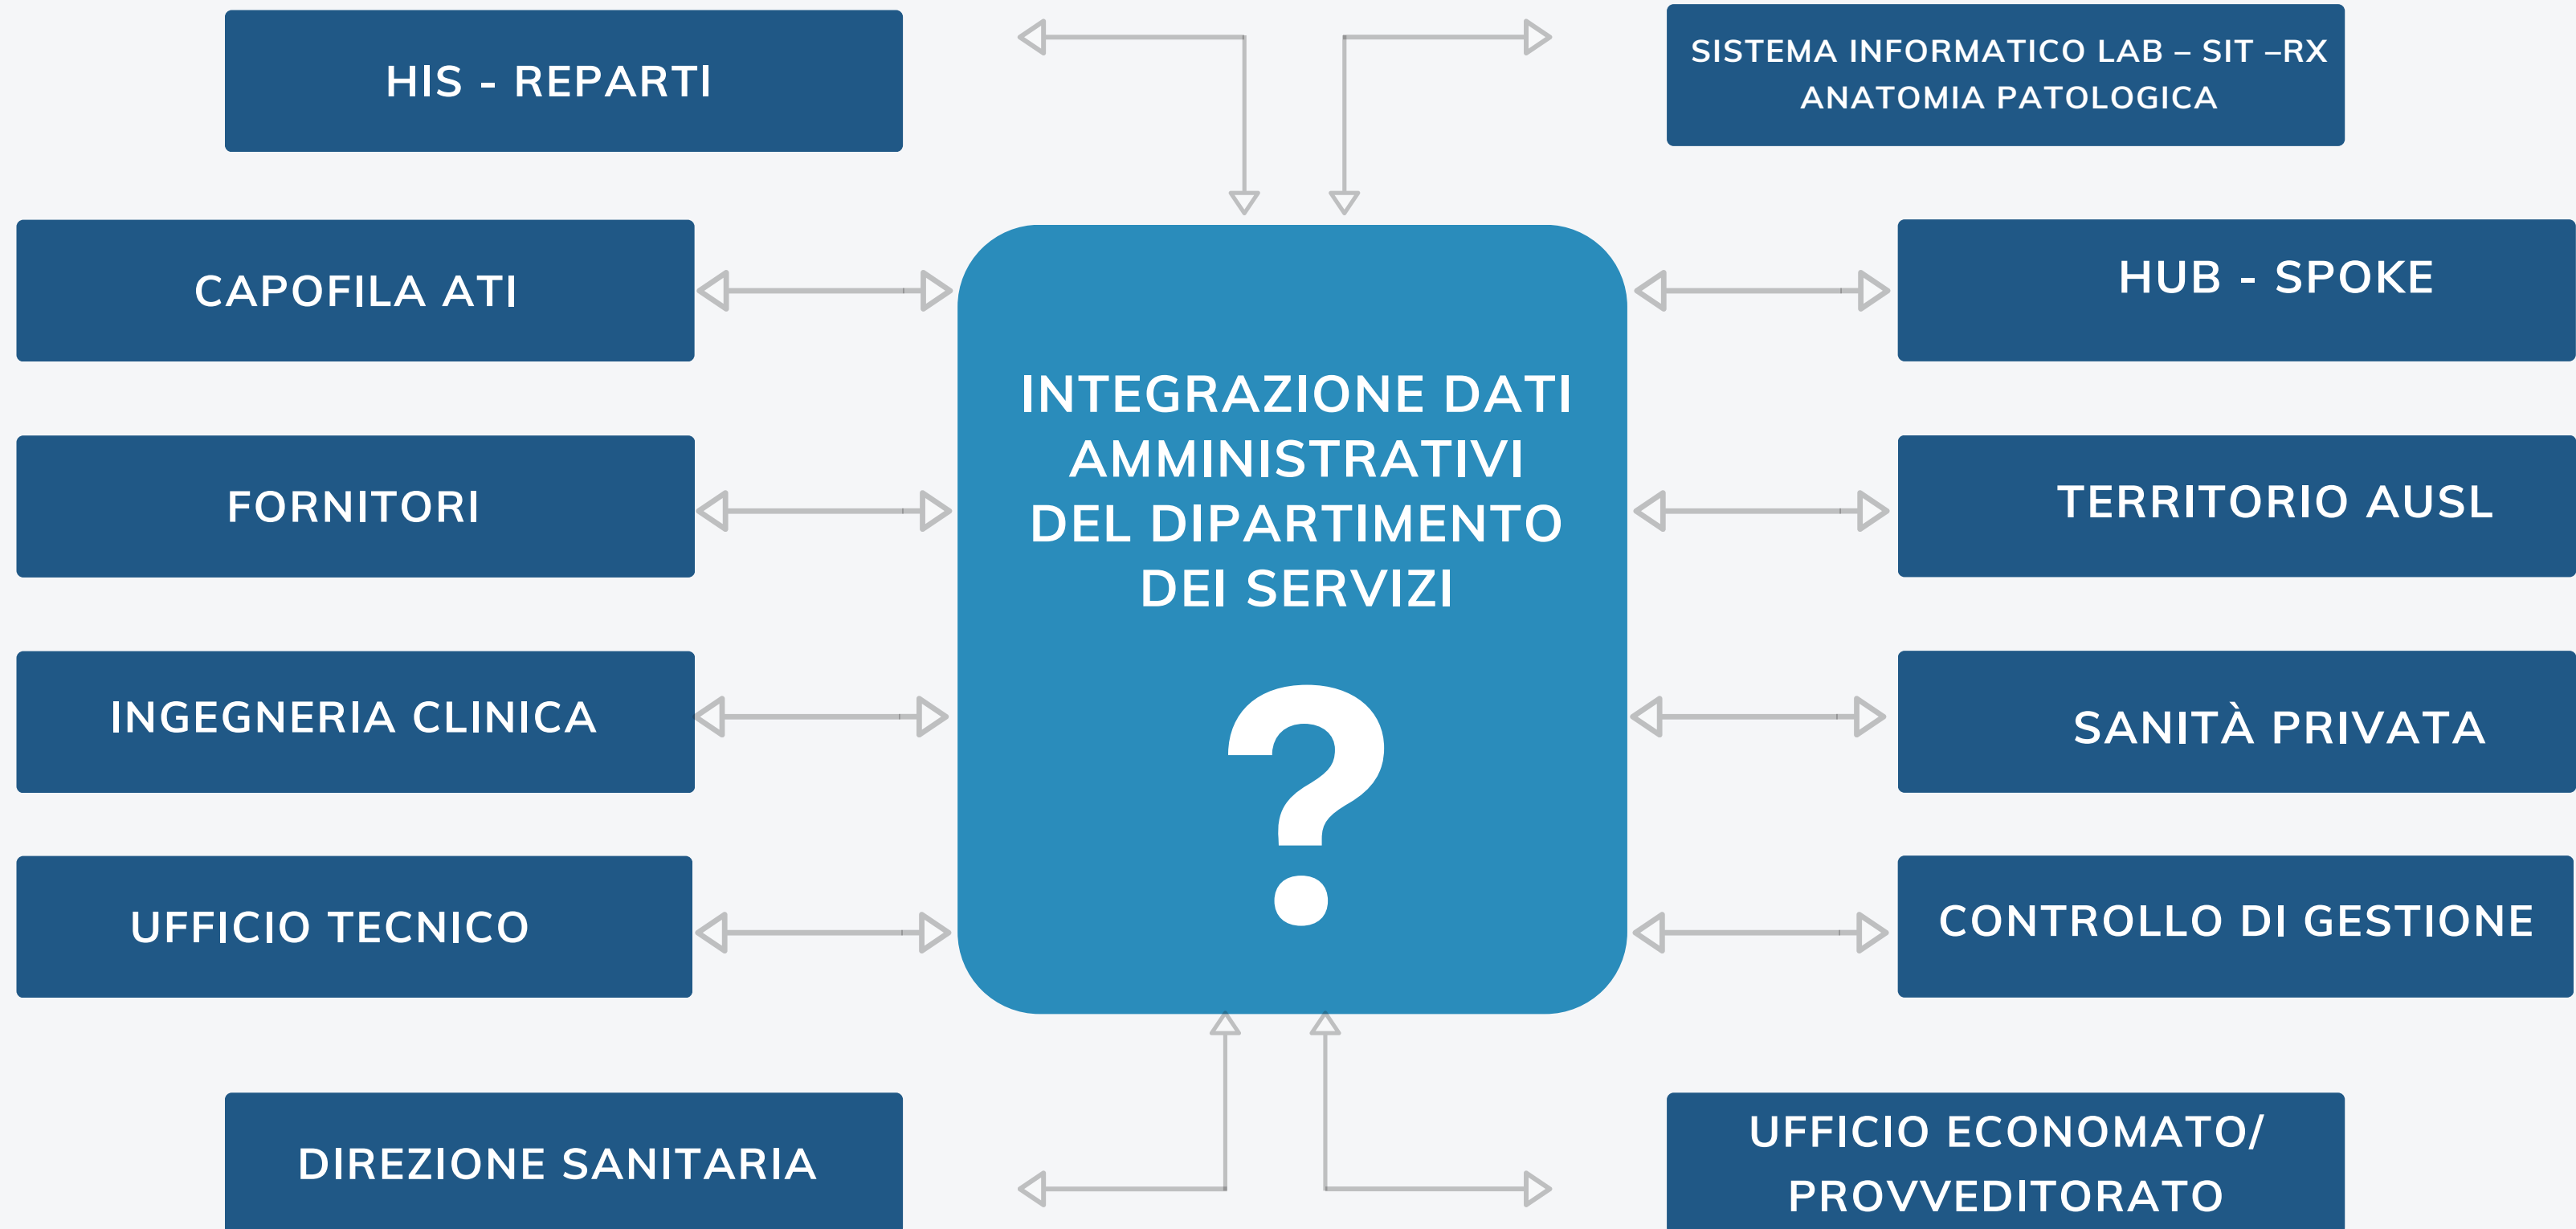 HIS - REPARTI
SISTEMA INFORMATICO LAB – SIT –RX
ANATOMIA PATOLOGICA
CAPOFILA ATI
HUB - SPOKE
INTEGRAZIONE DATI
AMMINISTRATIVI
DEL DIPARTIMENTO
DEI SERVIZI
?
FORNITORI
TERRITORIO AUSL
INGEGNERIA CLINICA
SANITÀ PRIVATA
UFFICIO TECNICO
CONTROLLO DI GESTIONE
DIREZIONE SANITARIA
UFFICIO ECONOMATO/
PROVVEDITORATO